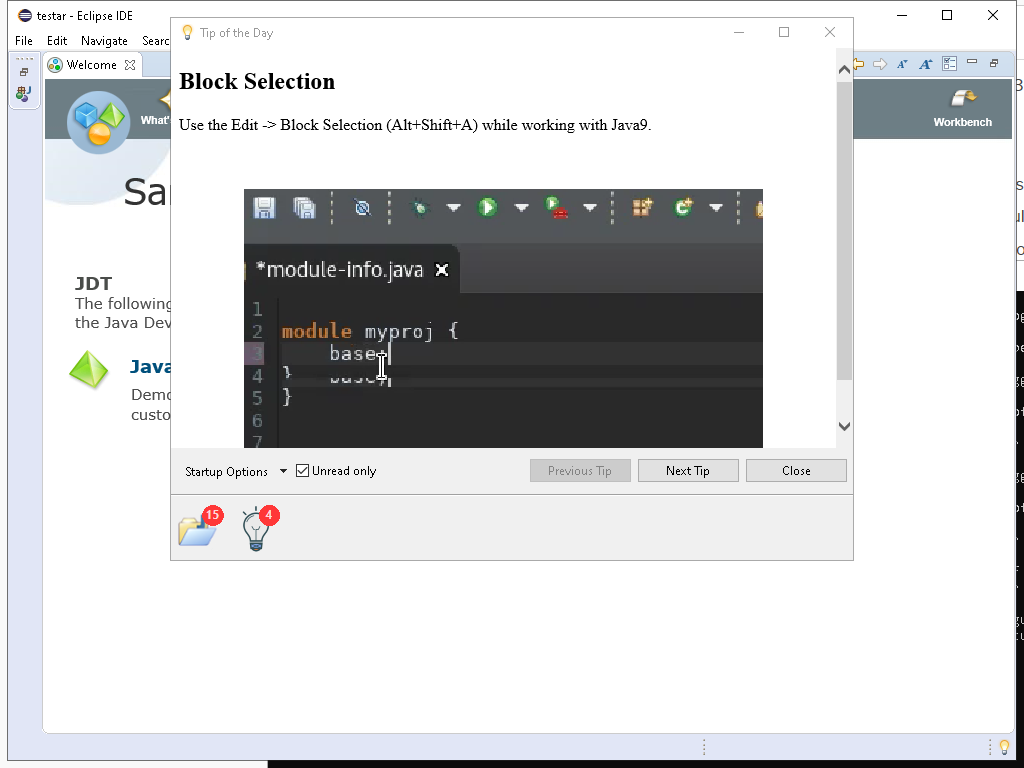 testar - Eclipse IDE
File Edit Navigate Searc
Welcome
What'
Workbench
Sa
JDT
The following
the Java Dev
Java
Demo
custo
Tip of the Day
Block Selection
Use the Edit -> Block Selection (Alt+Shift+A) while working with Java9.
*module-info.java
1
2 module myproj {
3 base;
4 } base;
5 }
6
7
Startup Options Unread only
Previous Tip Next Tip Close
15 4